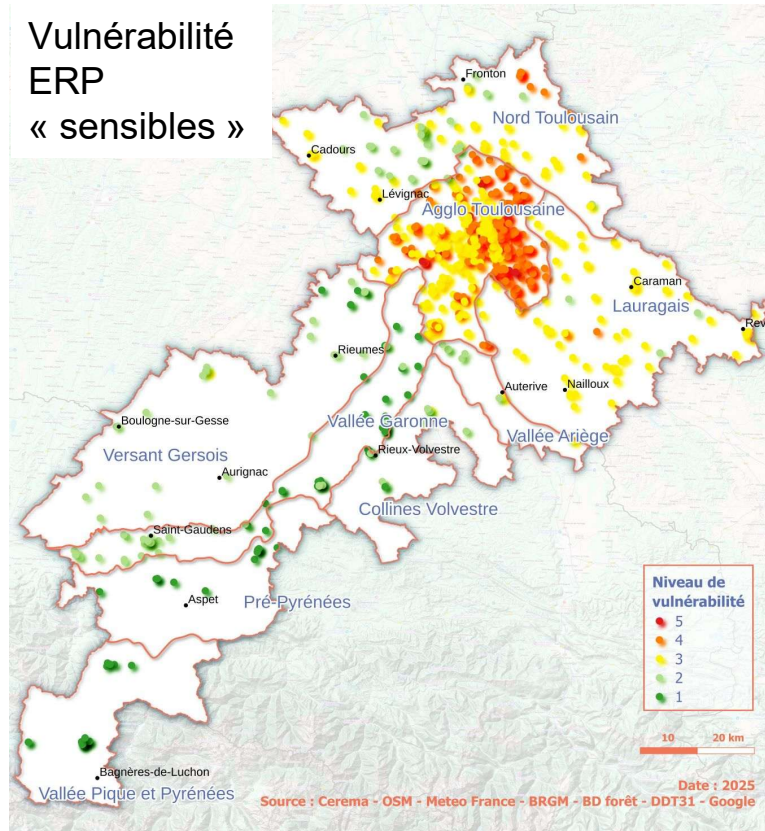 Vulnérabilité
ERP
« sensibles »
Fronton
Nord Toulousain
Cadours
Lévignac
Agglo Toulousaine
Caraman
Lauragais
Rev
Rieumes
Auterive
Nailloux
Boulogne-sur-Gesse
Vallée Garonne
Vallée Ariège
Versant Gersois
Rieux-Volvestre
Aurignac
Collines Volvestre
Saint-Gaudens
Aspet
Pré-Pyrénées
Niveau de
vulnérabilité
5
4
3
2
1
10 20 km
Bagnères-de-Luchon
Vallée Pique et Pyrénées
Date : 2025
Source : Cerema - OSM - Meteo France - BRGM - BD forêt - DDT31 - Google